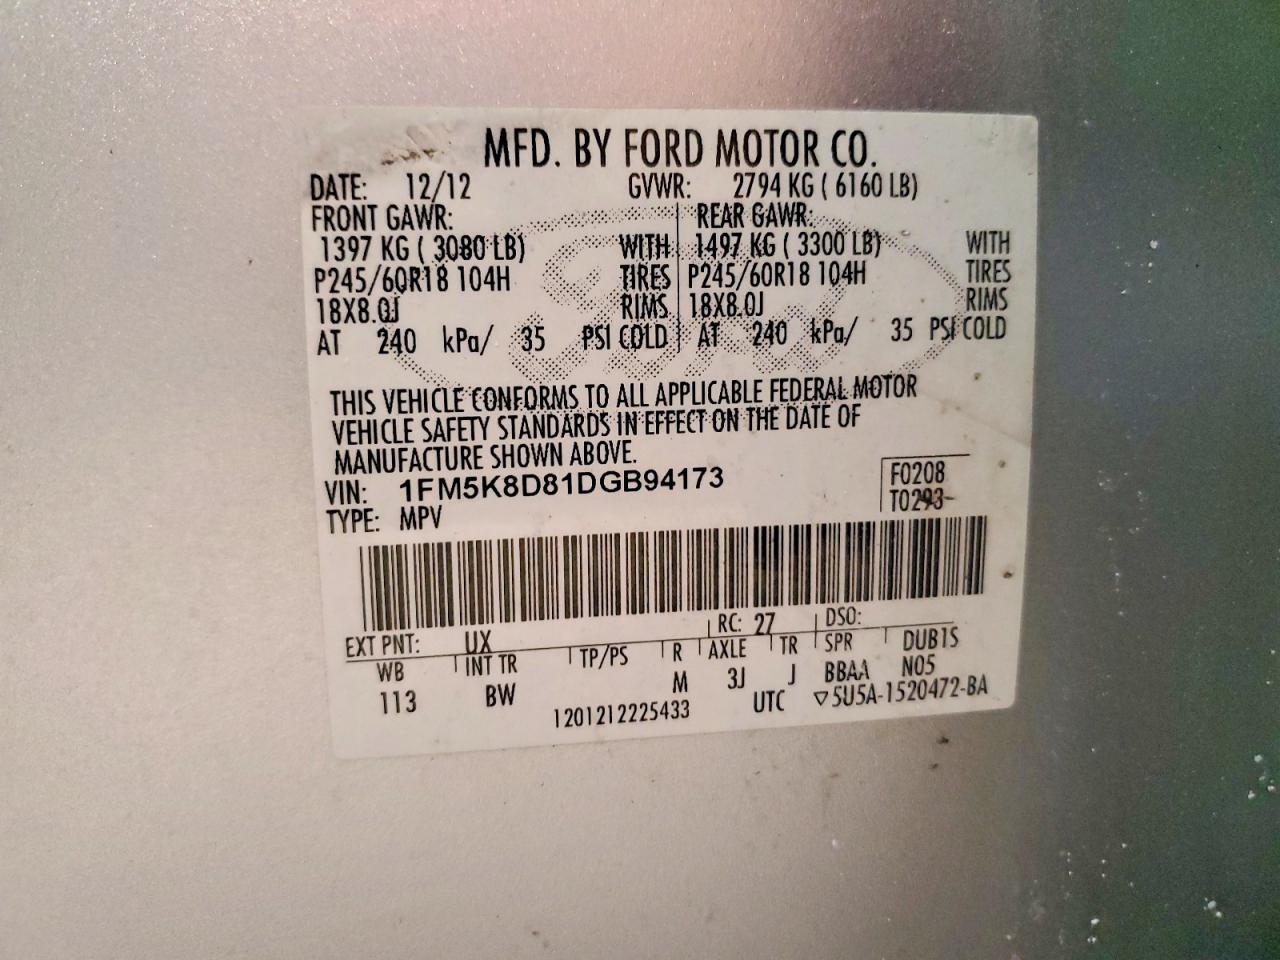 MFD. BY FORD MOTOR CO.
DATE: 12/12 GVWR: 2794 KG ( 6160 LB)
FRONT GAWR: REAR GAWR:
1397 KG ( 3080 LB) WITH 1497 KG ( 3300 LB) WITH
P245/60R18 104H TIRES P245/60R18 104H TIRES
18X8.0J RIMS 18X8.0J RIMS
AT 240 kPa/ 35 PSI COLD AT 240 kPa/ 35 PSI COLD
THIS VEHICLE CONFORMS TO ALL APPLICABLE FEDERAL MOTOR
VEHICLE SAFETY STANDARDS IN EFFECT ON THE DATE OF
MANUFACTURE SHOWN ABOVE.
VIN: 1FM5K8D81DGB94173 F0208
TYPE: MPV T0293
EXT PNT: UX RC: 27 DSO:
WB INT TR TP/PS R AXLE TR SPR DUB1S
113 BW M 3J J BBAA N05
1201212225433 UTC ▽5U5A-1520472-BA
Ford